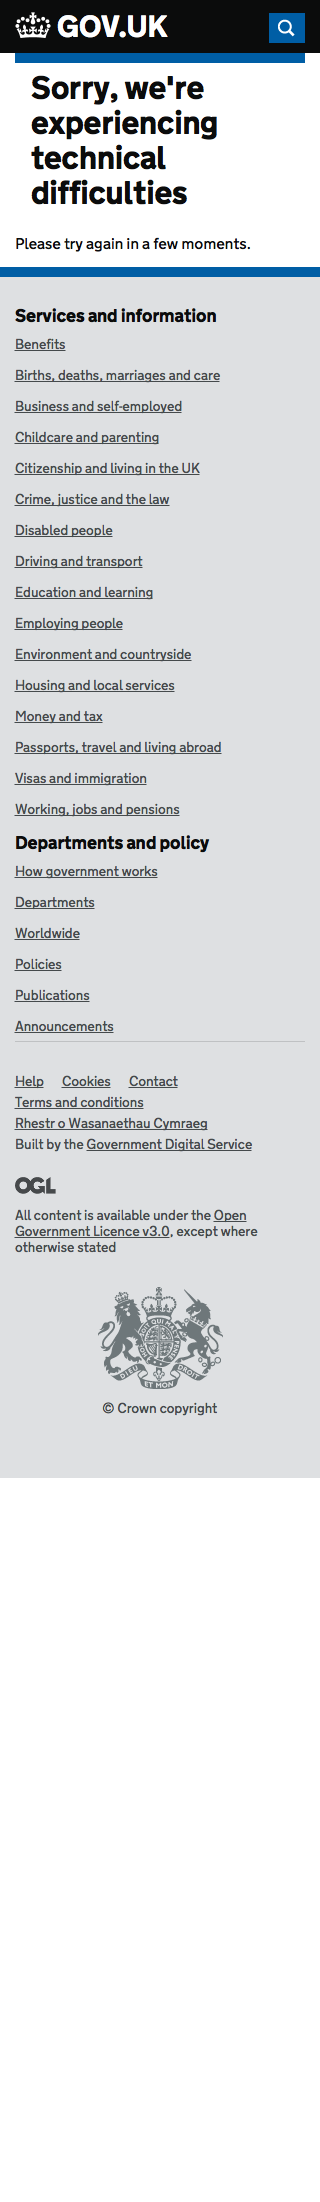 GOV.UK
Sorry, we're
experiencing
technical
difficulties
Please try again in a few moments.
Services and information
Benefits
Births, deaths, marriages and care
Business and self-employed
Childcare and parenting
Citizenship and living in the UK
Crime, justice and the law
Disabled people
Driving and transport
Education and learning
Employing people
Environment and countryside
Housing and local services
Money and tax
Passports, travel and living abroad
Visas and immigration
Working, jobs and pensions
Departments and policy
How government works
Departments
Worldwide
Policies
Publications
Announcements
Help Cookies Contact
Terms and conditions
Rhestr o Wasanaethau Cymraeg
Built by the Government Digital Service
OGL
All content is available under the Open
Government Licence v3.0, except where
otherwise stated
DIEU ET MON DROIT
© Crown copyright